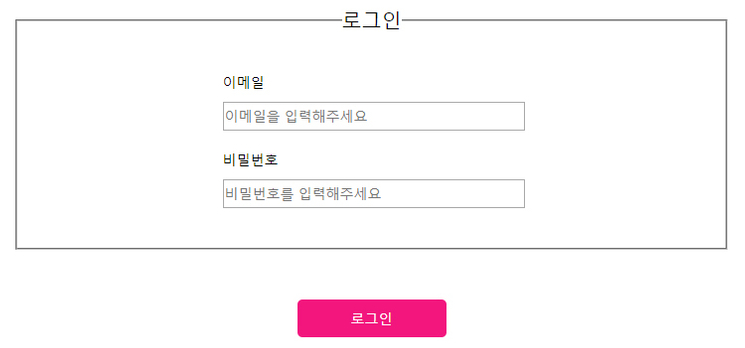 로그인
이메일
이메일을 입력해주세요
비밀번호
비밀번호를 입력해주세요
로그인